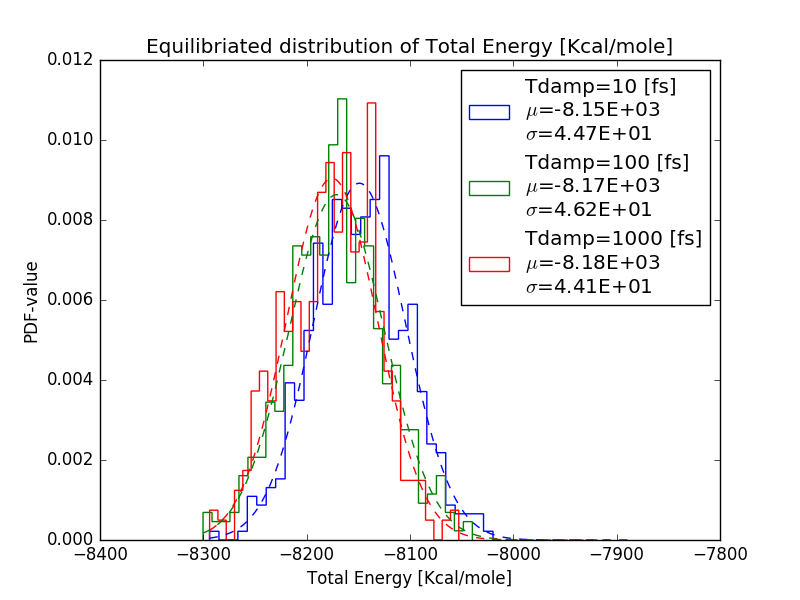 Equilibriated distribution of Total Energy [Kcal/mole]
Tdamp=10 [fs]
μ=-8.15E+03
σ=4.47E+01
Tdamp=100 [fs]
μ=-8.17E+03
σ=4.62E+01
Tdamp=1000 [fs]
μ=-8.18E+03
σ=4.41E+01
PDF-value
0.012
0.010
0.008
0.006
0.004
0.002
0.000
−8400 −8300 −8200 −8100 −8000 −7900 −7800
Total Energy [Kcal/mole]